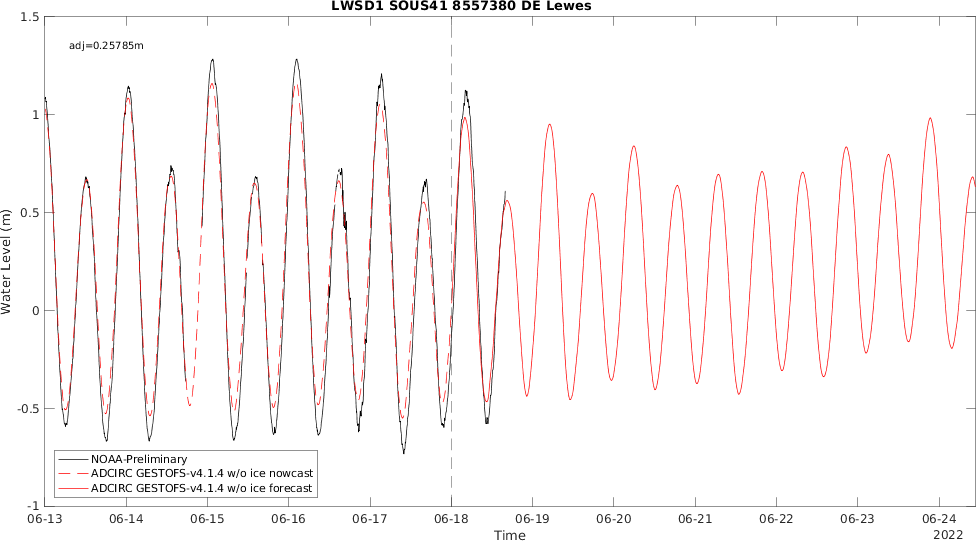 LWSD1 SOUS41 8557380 DE Lewes
adj=0.25785m
Water Level (m)
1.5
1
0.5
0
-0.5
-1
NOAA-Preliminary
ADCIRC GESTOFS-v4.1.4 w/o ice nowcast
ADCIRC GESTOFS-v4.1.4 w/o ice forecast
06-13 06-14 06-15 06-16 06-17 06-18 06-19 06-20 06-21 06-22 06-23 06-24
Time
2022